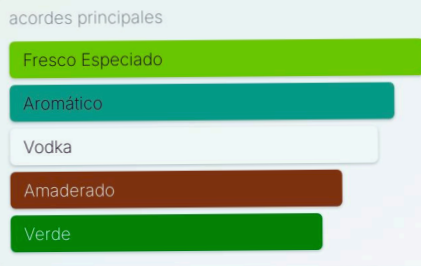 acordes principales
Fresco Especiado
Aromático
Vodka
Amaderado
Verde